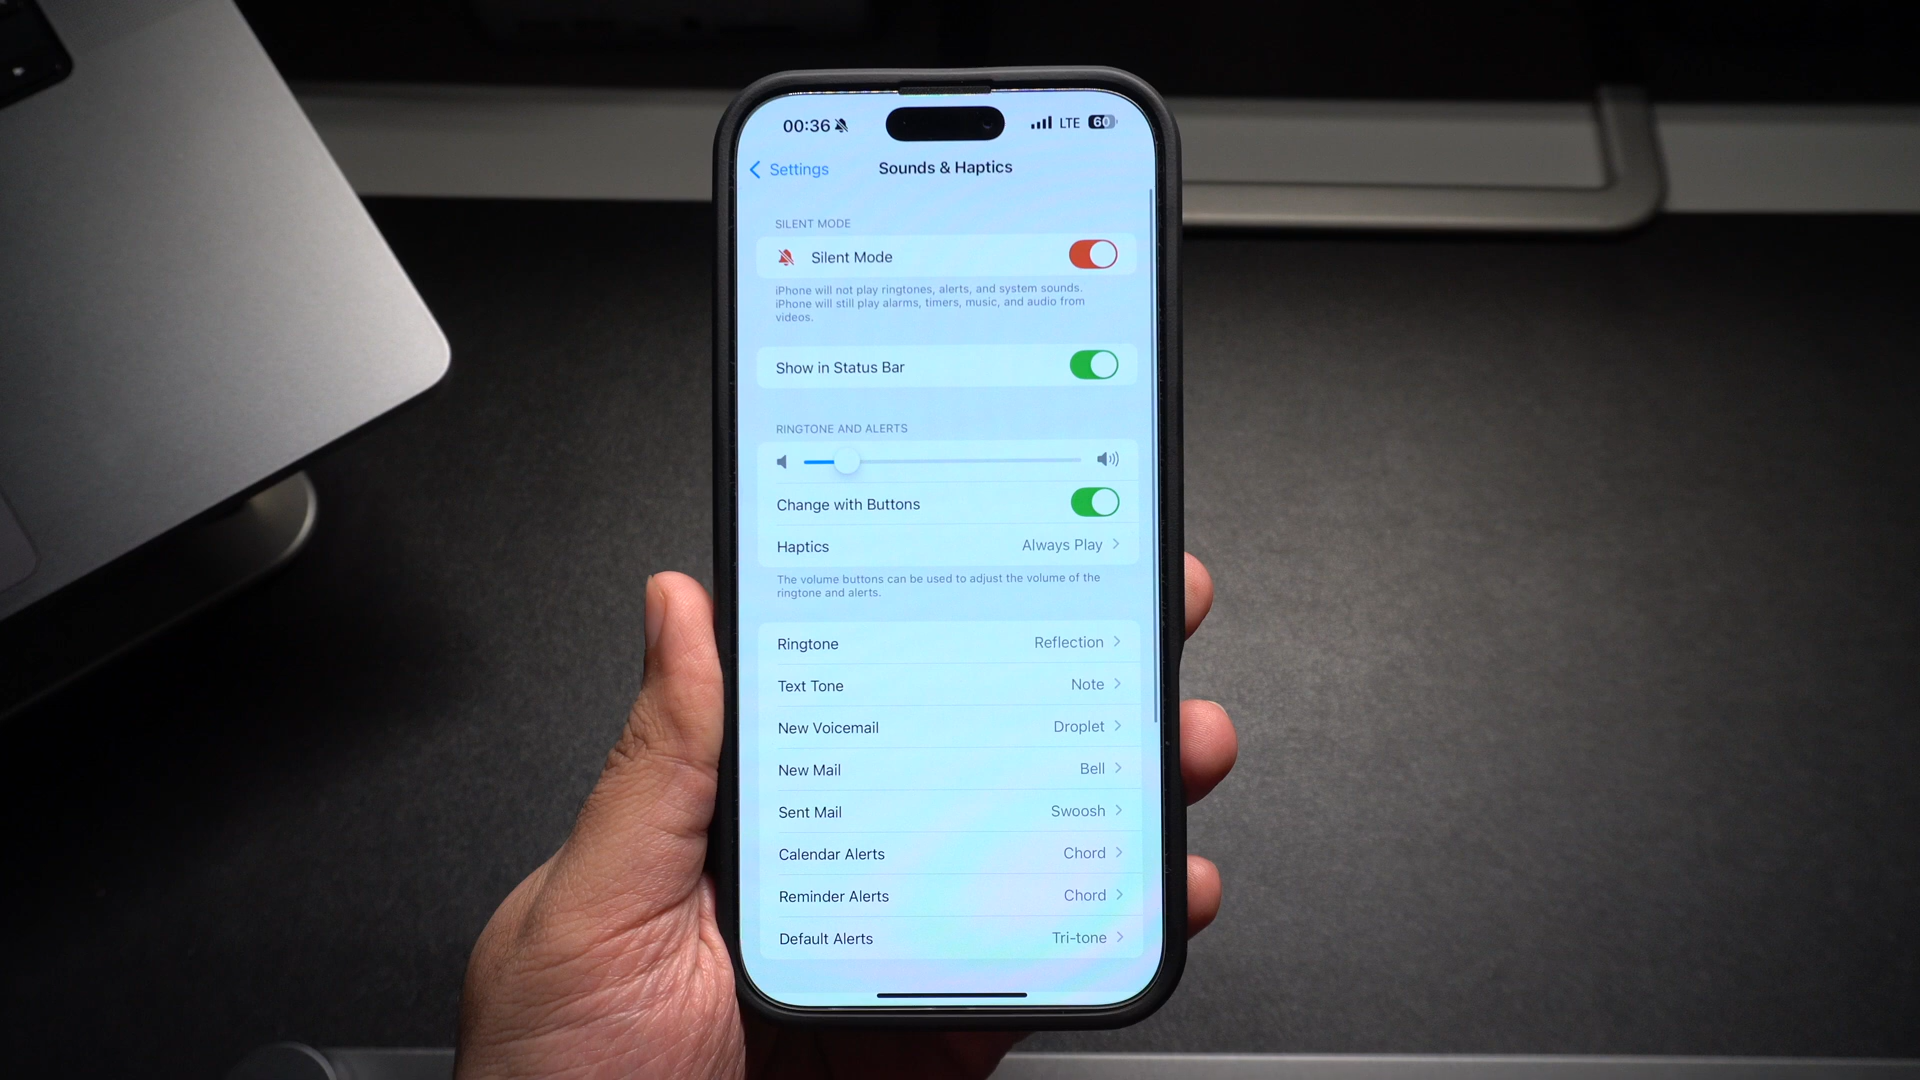 00:36 LTE 60
Settings Sounds & Haptics
SILENT MODE
Silent Mode
iPhone will not play ringtones, alerts, and system sounds.
iPhone will still play alarms, timers, music, and audio from
videos.
Show in Status Bar
RINGTONE AND ALERTS
Change with Buttons
Haptics Always Play
The volume buttons can be used to adjust the volume of the
ringtone and alerts.
Ringtone Reflection
Text Tone Note
New Voicemail Droplet
New Mail Bell
Sent Mail Swoosh
Calendar Alerts Chord
Reminder Alerts Chord
Default Alerts Tri-tone